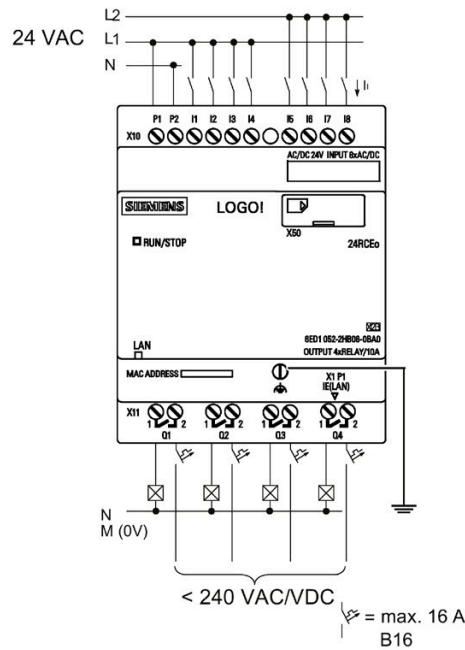 L2
24 VAC L1
N
I₁
P1 P2 I1 I2 I3 I4 I5 I6 I7 I8
X10
AC/DC 24V INPUT 8xAC/DC
SIEMENS LOGO!
X50
RUN/STOP 24RCEo
X2B
6ED1 052-2HB08-0BA0
OUTPUT 4xRELAY/10A
LAN
MAC ADDRESS
X1 P1
IE(LAN)
X11 1 2 1 2 1 2 1 2
Q1 Q2 Q3 Q4
N
M (0V)
< 240 VAC/VDC
= max. 16 A
B16